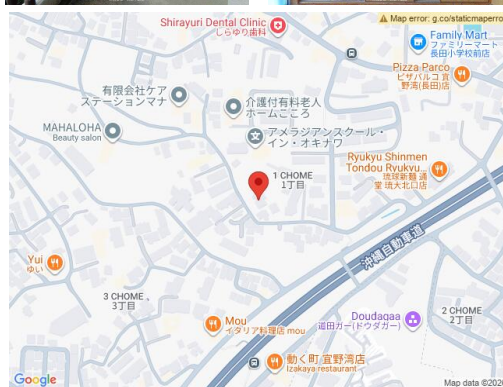 Map error: g.co/staticmaperro
Shirayuri Dental Clinic
しらゆり歯科
Family Mart
ファミリーマート
長田小学校前店
Pizza Parco
ピザパルコ 宜
野湾(長田)店
有限会社ケア
ステーションマナ
介護付有料老人
ホームこころ
MAHALOHA
Beauty salon
アメラジアンスクール・
イン・オキナワ
Ryukyu Shinmen
Tondou Ryukyu...
琉球新麺 通
堂 琉大北口店
1 CHOME
1丁目
沖縄自動車道
Yui
ゆい
3 CHOME
3丁目
Mou
イタリア料理店 mou
Doudagaa
道田ガー(ドウダガー)
2 CHOME
2丁目
動く町 宜野湾店
Izakaya restaurant
Google
Map data ©202